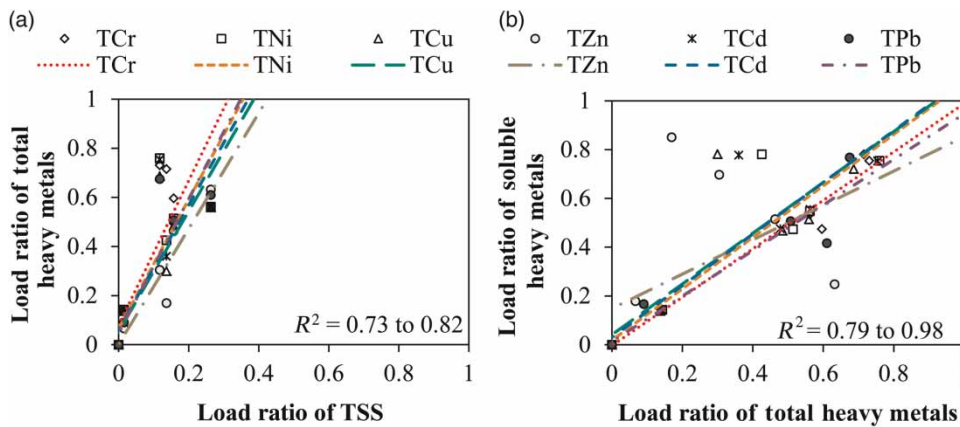 (a)
TCr TNi TCu
TCr TNi TCu
Load ratio of total
heavy metals
1
0.8
0.6
0.4
0.2
0
R² = 0.73 to 0.82
0 0.2 0.4 0.6 0.8 1
Load ratio of TSS
(b)
TZn TCd TPb
TZn TCd TPb
Load ratio of soluble
heavy metals
1
0.8
0.6
0.4
0.2
0
R² = 0.79 to 0.98
0 0.2 0.4 0.6 0.8 1
Load ratio of total heavy metals